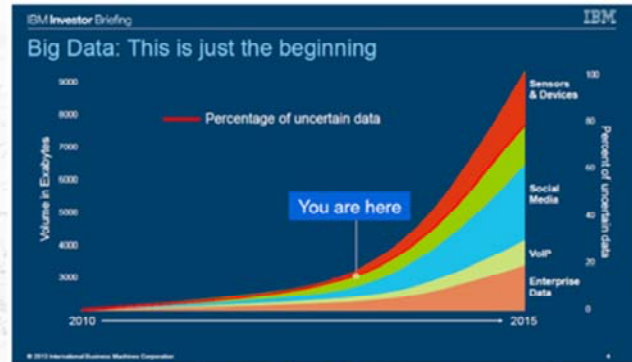 IBM Investor Briefing
IBM
Big Data: This is just the beginning
9000
8000
7000
6000
5000
4000
3000
Volume in Exabytes
Percentage of uncertain data
You are here
Sensors
& Devices
Social
Media
VoIP
Enterprise
Data
100
80
60
40
20
0
Percent of uncertain data
2010
2015
© 2013 International Business Machines Corporation
4